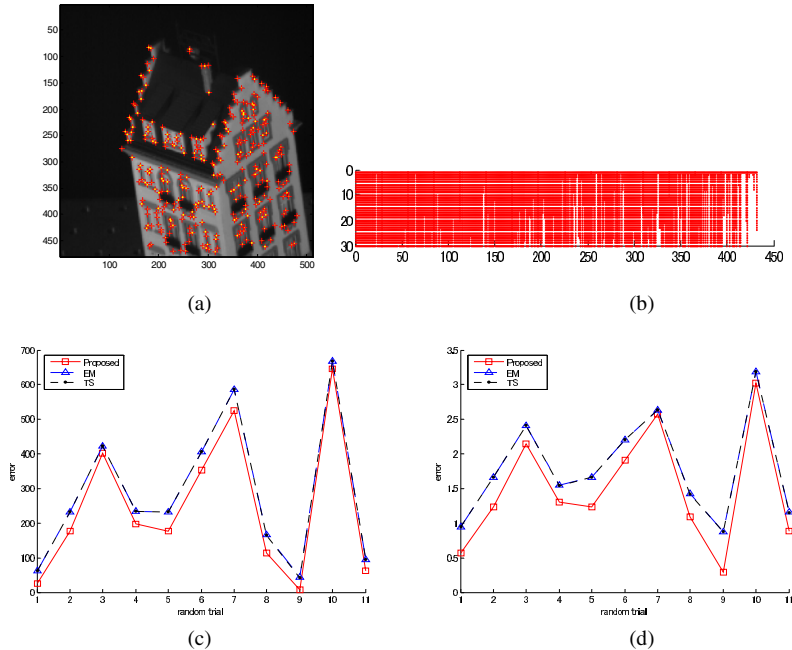 50
100
150
200
250
300
350
400
450
100 200 300 400 500
(a)
0
10
20
30
0 50 100 150 200 250 300 350 400 450
(b)
700
600
500
400
300
200
100
0
error
Proposed
EM
TS
1 2 3 4 5 6 7 8 9 10 11
random trial
(c)
3.5
3
2.5
2
1.5
1
0.5
0
error
Proposed
EM
TS
1 2 3 4 5 6 7 8 9 10 11
random trial
(d)